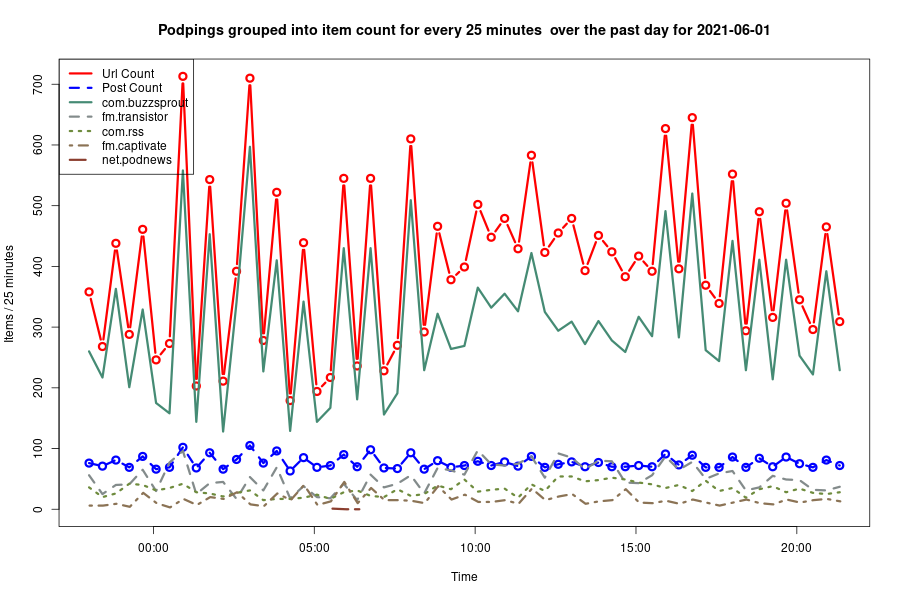 Podpings grouped into item count for every 25 minutes  over the past day for 2021-06-01
Url Count
Post Count
com.buzzsprout
fm.transistor
com.rss
fm.captivate
net.podnews
Items / 25 minutes
700
600
500
400
300
200
100
0
00:00 05:00 10:00 15:00 20:00
Time